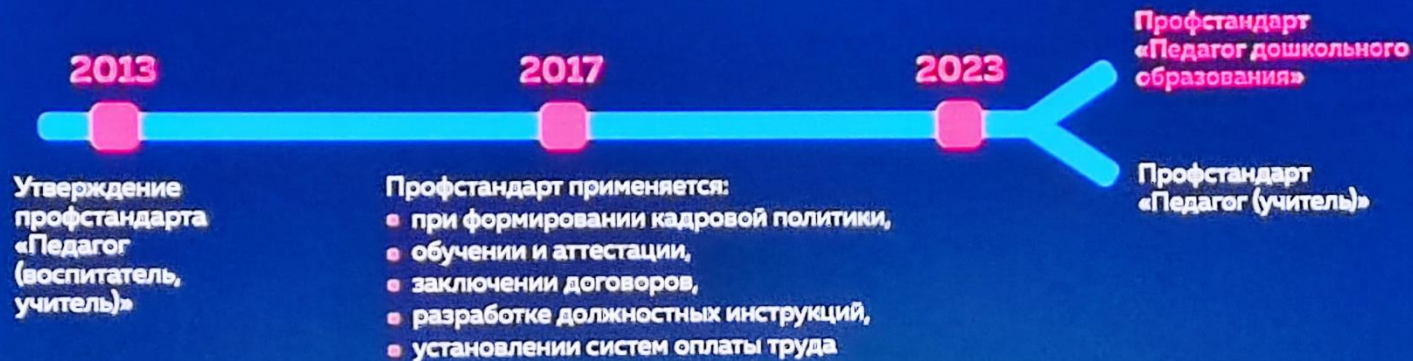 2013
Утверждение
профстандарта
«Педагог
(воспитатель,
учитель)»
2017
Профстандарт применяется:
при формировании кадровой политики,
обучении и аттестации,
заключении договоров,
разработке должностных инструкций,
установлении систем оплаты труда
2023
Профстандарт
«Педагог дошкольного
образования»
Профстандарт
«Педагог (учитель)»